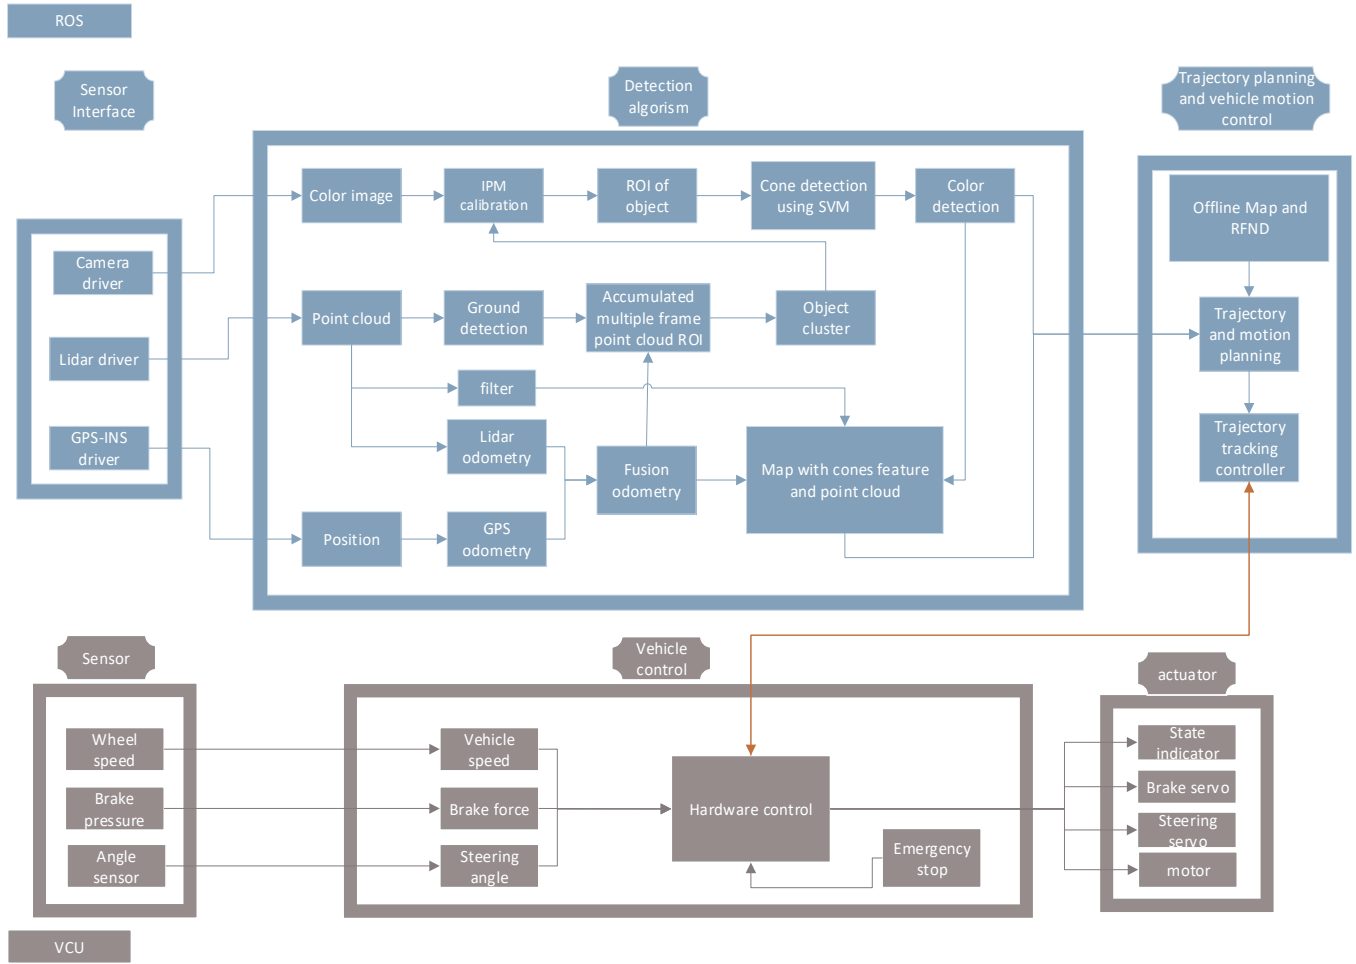 ROS
Sensor
Interface
Detection
algorism
Trajectory planning
and vehicle motion
control
Camera
driver
Lidar driver
GPS-INS
driver
Color image
IPM
calibration
ROI of
object
Cone detection
using SVM
Color
detection
Point cloud
Ground
detection
Accumulated
multiple frame
point cloud ROI
Object
cluster
filter
Lidar
odometry
Fusion
odometry
Map with cones feature
and point cloud
Position
GPS
odometry
Offline Map and
RFND
Trajectory
and motion
planning
Trajectory
tracking
controller
Sensor
Vehicle
control
actuator
Wheel
speed
Brake
pressure
Angle
sensor
Vehicle
speed
Brake force
Steering
angle
Hardware control
Emergency
stop
State
indicator
Brake servo
Steering
servo
motor
VCU